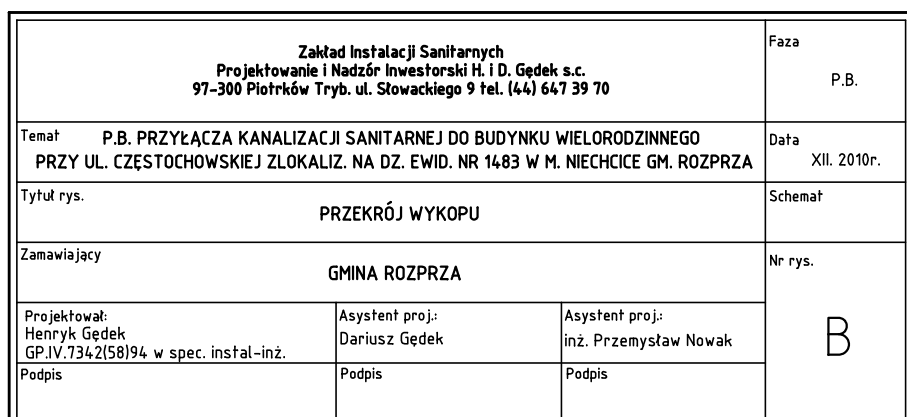 Zakład Instalacji Sanitarnych
Projektowanie i Nadzór Inwestorski H. i D. Gędek s.c.
97-300 Piotrków Tryb. ul. Słowackiego 9 tel. (44) 647 39 70
Faza
P.B.
Temat P.B. PRZYŁĄCZA KANALIZACJI SANITARNEJ DO BUDYNKU WIELORODZINNEGO
PRZY UL. CZĘSTOCHOWSKIEJ ZLOKALIZ. NA DZ. EWID. NR 1483 W M. NIECHCICE GM. ROZPRZA
Data
XII. 2010r.
Tytuł rys.
PRZEKRÓJ WYKOPU
Schemat
Zamawiający
GMINA ROZPRZA
Nr rys.
B
Projektował:
Henryk Gędek
GP.IV.7342(58)94 w spec. instal-inż.
Podpis
Asystent proj.:
Dariusz Gędek
Podpis
Asystent proj.:
inż. Przemysław Nowak
Podpis